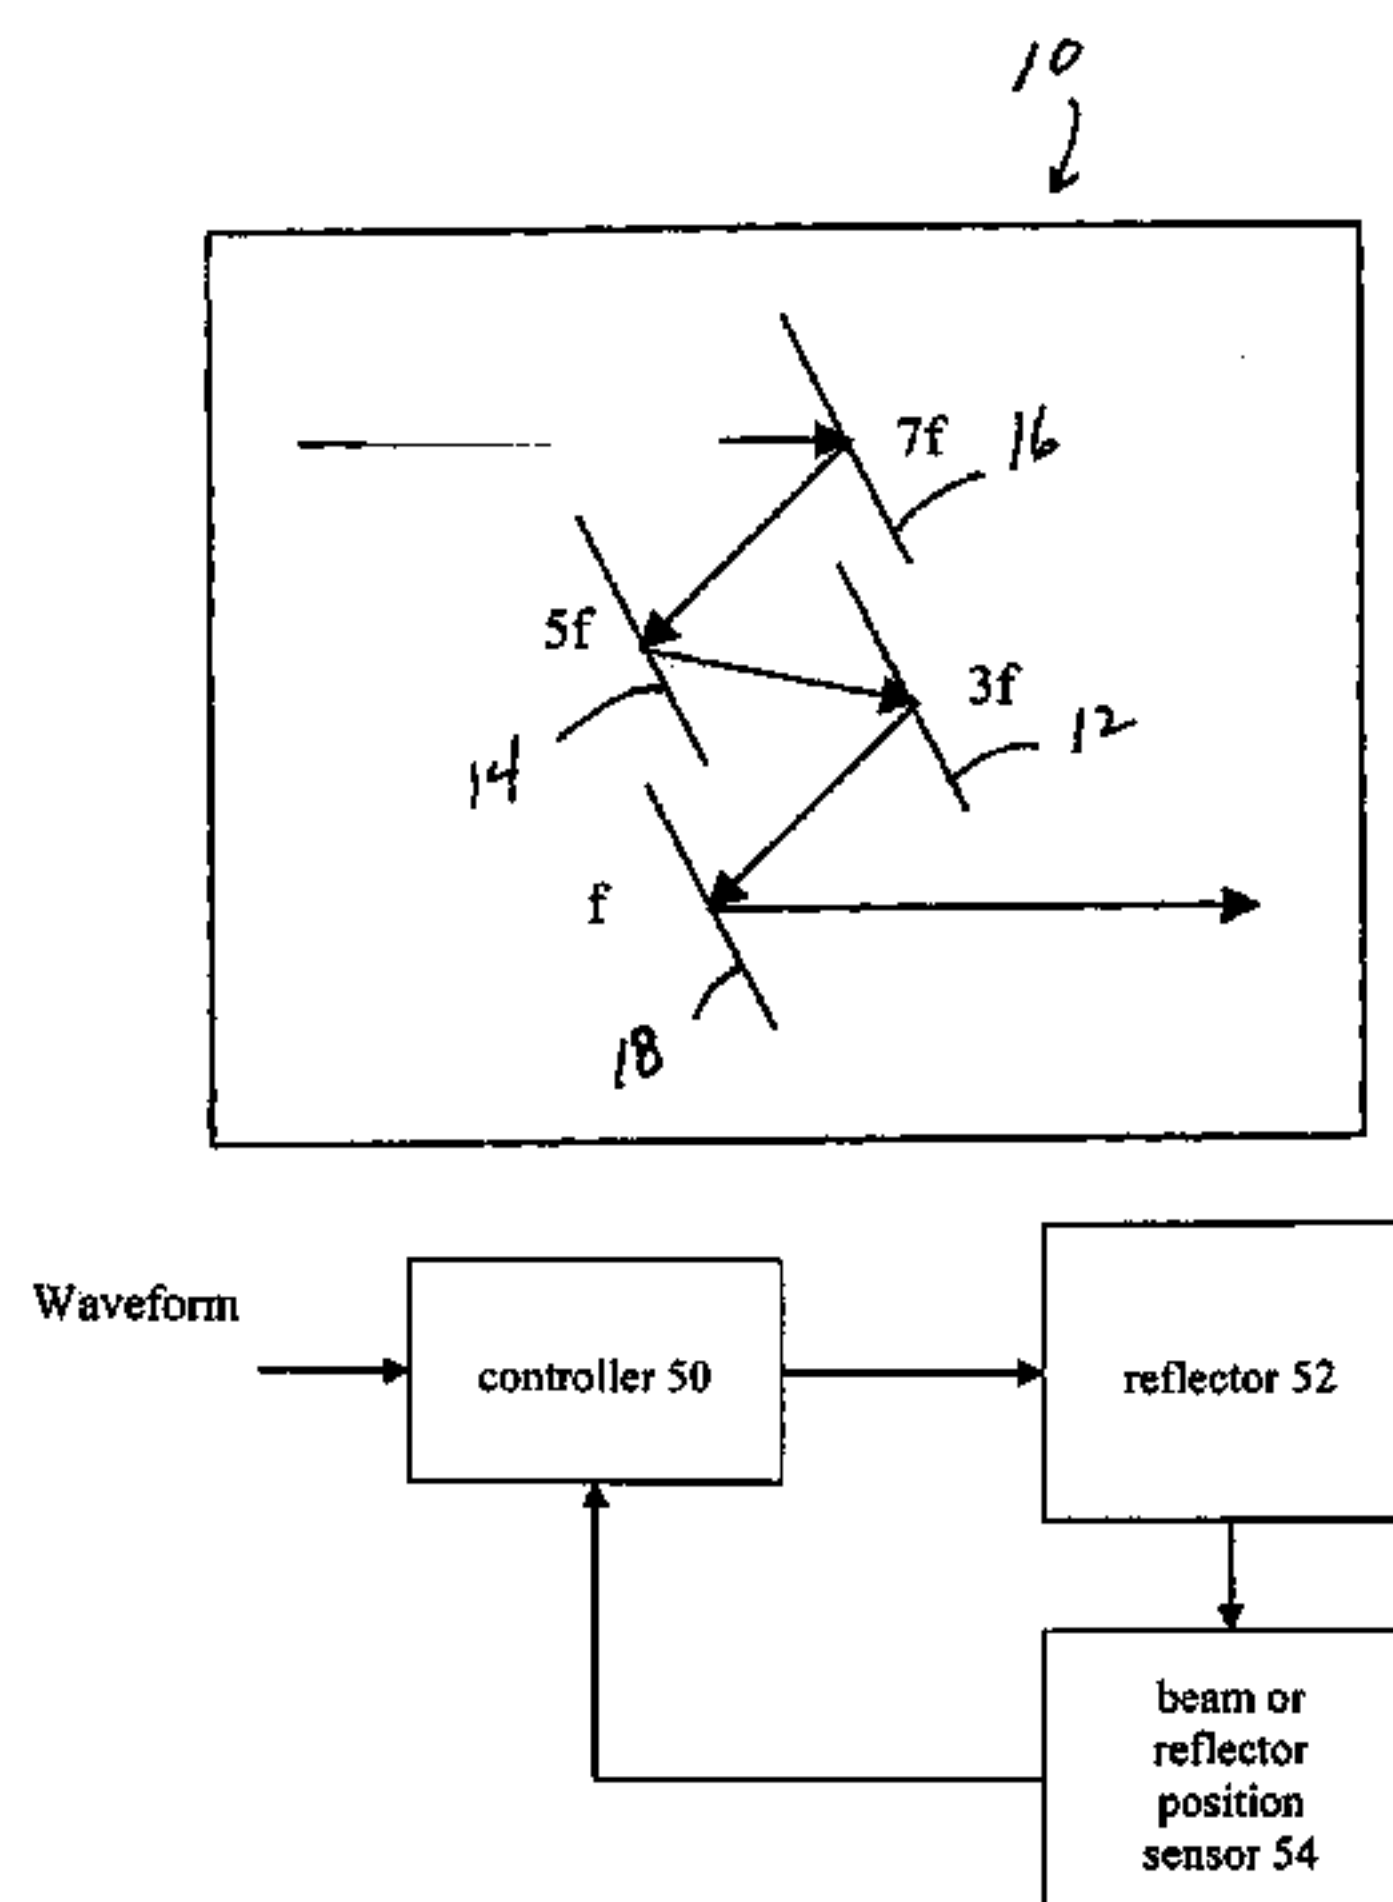 10
7f
16
5f
3f
12
14
f
18
Waveform
controller 50
reflector 52
beam or
reflector
position
sensor 54